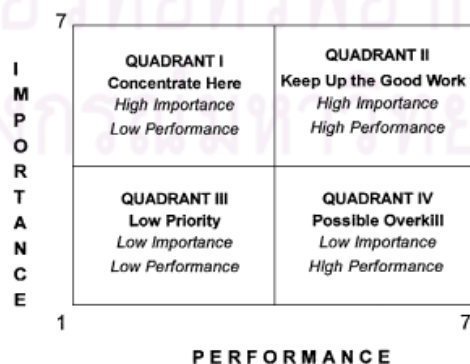 7
IMPORTANCE
QUADRANT I
Concentrate Here
High Importance
Low Performance
QUADRANT II
Keep Up the Good Work
High Importance
High Performance
QUADRANT III
Low Priority
Low Importance
Low Performance
QUADRANT IV
Possible Overkill
Low Importance
High Performance
1
7
PERFORMANCE